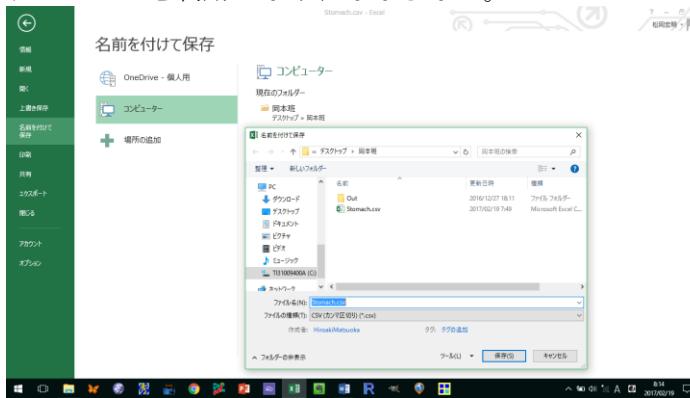 Stomach.csv - Excel
松岡宏明
情報
新規
開く
上書き保存
名前を付けて
保存
印刷
共有
エクスポート
閉じる
アカウント
オプション
名前を付けて保存
OneDrive - 個人用
コンピューター
場所の追加
コンピューター
現在のフォルダー
岡本班
デスクトップ » 岡本班
名前を付けて保存
デスクトップ › 岡本班
岡本班の検索
整理 新しいフォルダー
名前 更新日時 種類
PC
ダウンロード
デスクトップ
ドキュメント
ピクチャ
ビデオ
ミュージック
TI31009400A (C:)
ネットワーク
Out 2016/12/27 18:11 ファイル フォルダー
Stomach.csv 2017/02/19 7:49 Microsoft Excel C...
ファイル名(N): Stomach.csv
ファイルの種類(T): CSV (カンマ区切り) (*.csv)
作成者: HiroakiMatsuoka タグ: タグの追加
フォルダーの非表示 ツール(L) 保存(S) キャンセル
A
8:14
2017/02/19